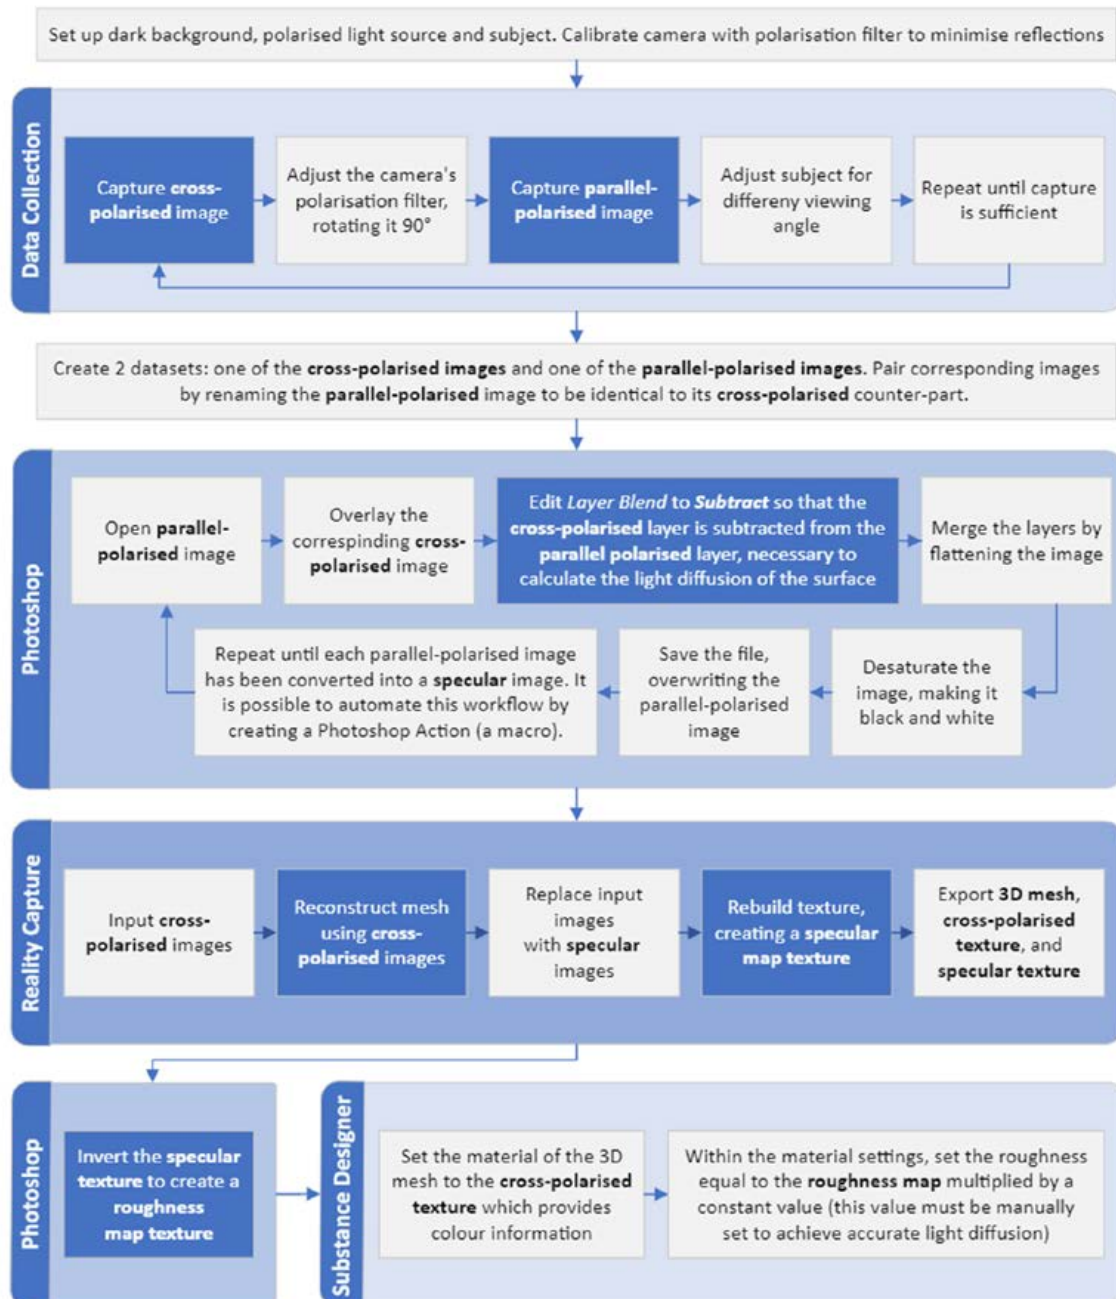 Set up dark background, polarised light source and subject. Calibrate camera with polarisation filter to minimise reflections
Data Collection
Capture cross-
polarised image
Adjust the camera's
polarisation filter,
rotating it 90°
Capture parallel-
polarised image
Adjust subject for
differeny viewing
angle
Repeat until capture
is sufficient
Create 2 datasets: one of the cross-polarised images and one of the parallel-polarised images. Pair corresponding images
by renaming the parallel-polarised image to be identical to its cross-polarised counter-part.
Photoshop
Open parallel-
polarised image
Overlay the
correspinding cross-
polarised image
Edit Layer Blend to Subtract so that the
cross-polarised layer is subtracted from the
parallel polarised layer, necessary to
calculate the light diffusion of the surface
Merge the layers by
flattening the image
Desaturate the
image, making it
black and white
Save the file,
overwriting the
parallel-polarised
image
Repeat until each parallel-polarised image
has been converted into a specular image. It
is possible to automate this workflow by
creating a Photoshop Action (a macro).
Reality Capture
Input cross-
polarised images
Reconstruct mesh
using cross-
polarised images
Replace input
images
with specular
images
Rebuild texture,
creating a specular
map texture
Export 3D mesh,
cross-polarised
texture, and
specular texture
Photoshop
Invert the specular
texture to create a
roughness
map texture
Substance Designer
Set the material of the 3D
mesh to the cross-polarised
texture which provides
colour information
Within the material settings, set the roughness
equal to the roughness map multiplied by a
constant value (this value must be manually
set to achieve accurate light diffusion)